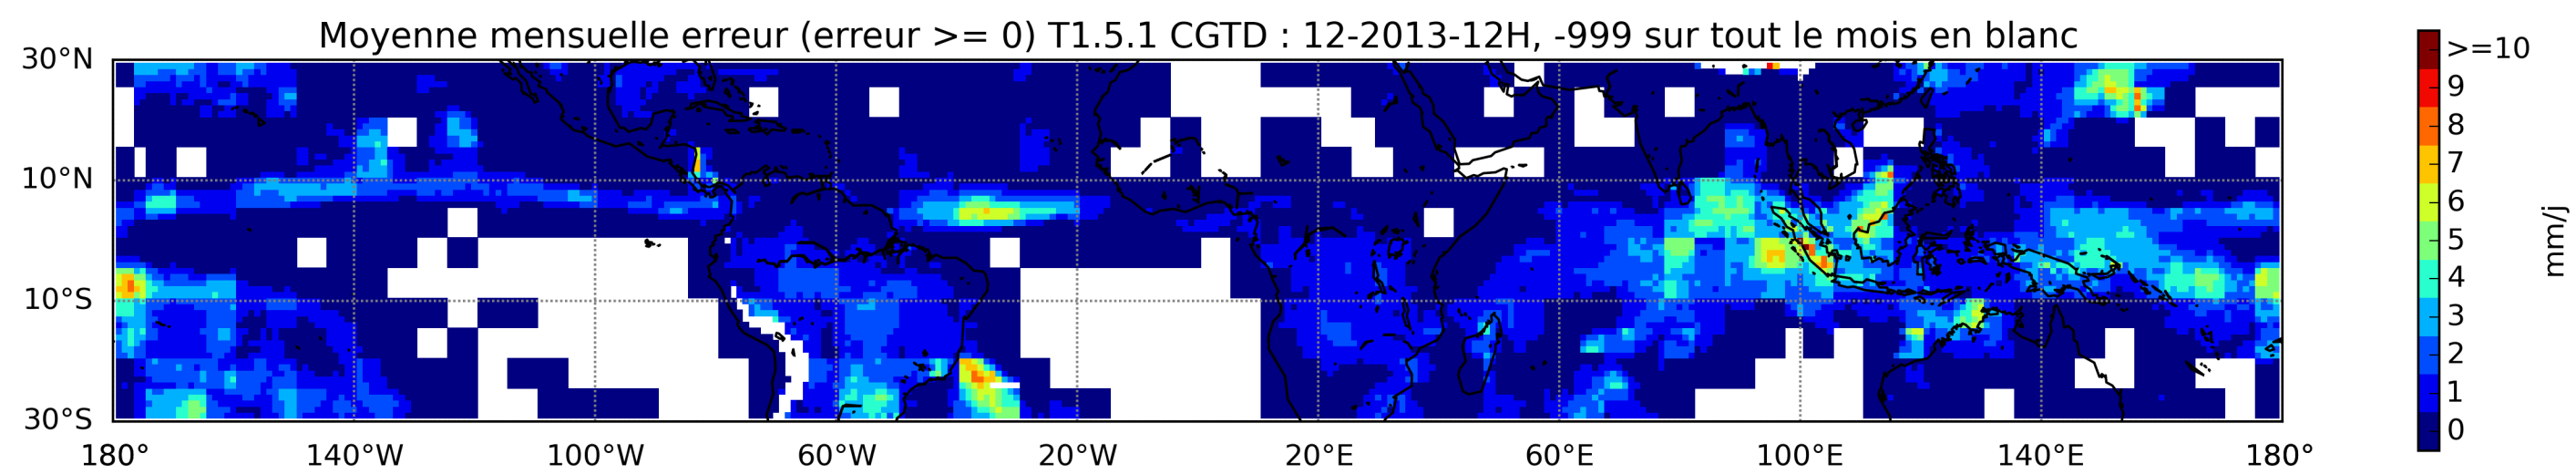 Moyenne mensuelle erreur (erreur >= 0) T1.5.1 CGTD : 12-2013-12H, -999 sur tout le mois en blanc
30°N
10°N
10°S
30°S
180° 140°W 100°W 60°W 20°W 20°E 60°E 100°E 140°E 180°
>=10
9
8
7
6
5
4
3
2
1
0
mm/j